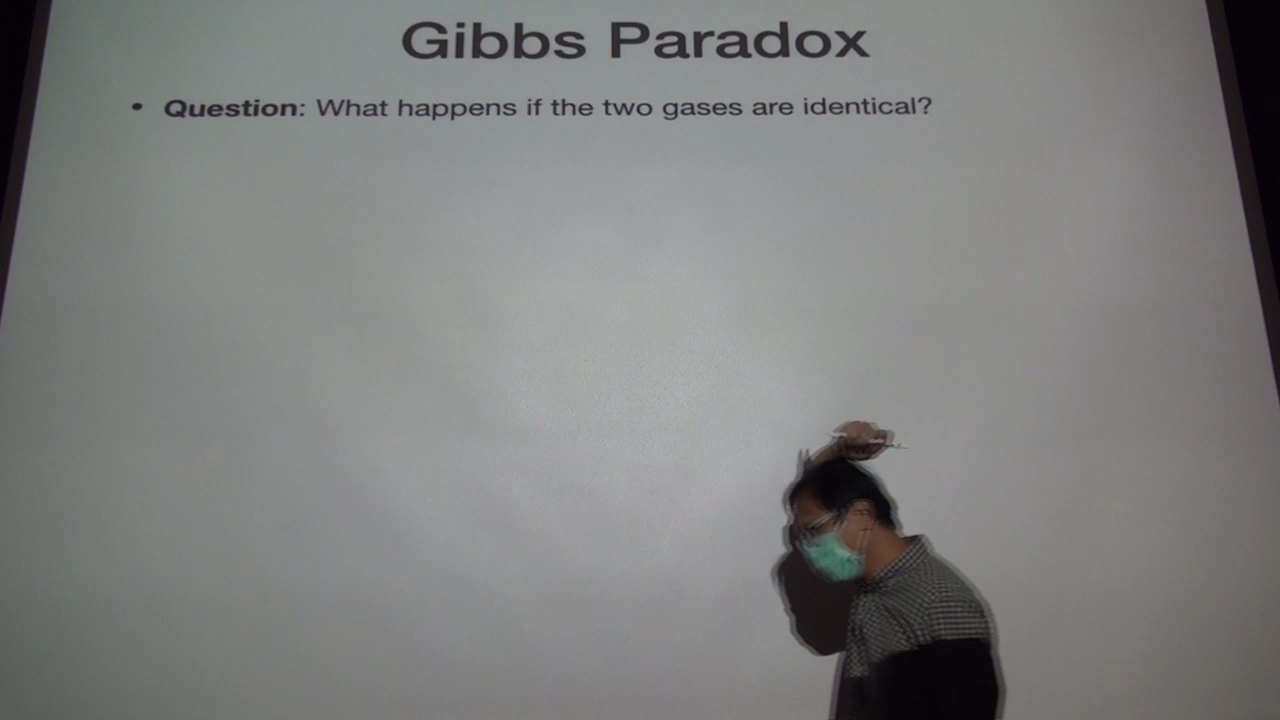 Gibbs Paradox
• Question: What happens if the two gases are identical?